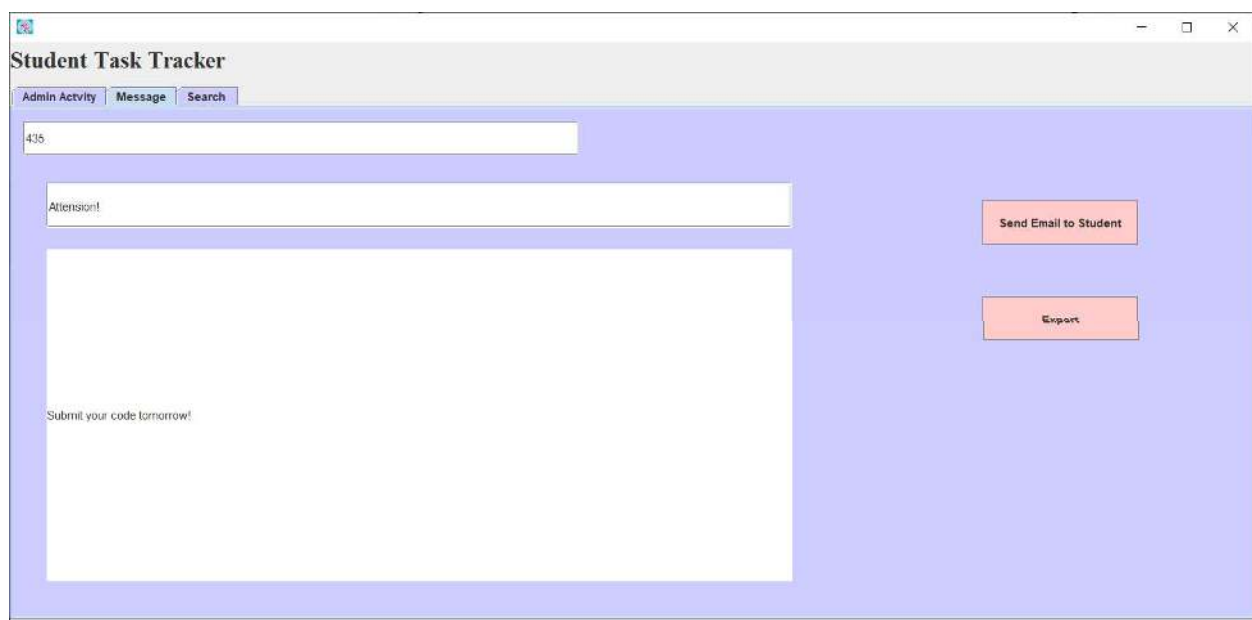 Student Task Tracker
Admin Actvity Message Search
435
Attension!
Send Email to Student
Export
Submit your code tomorrow!